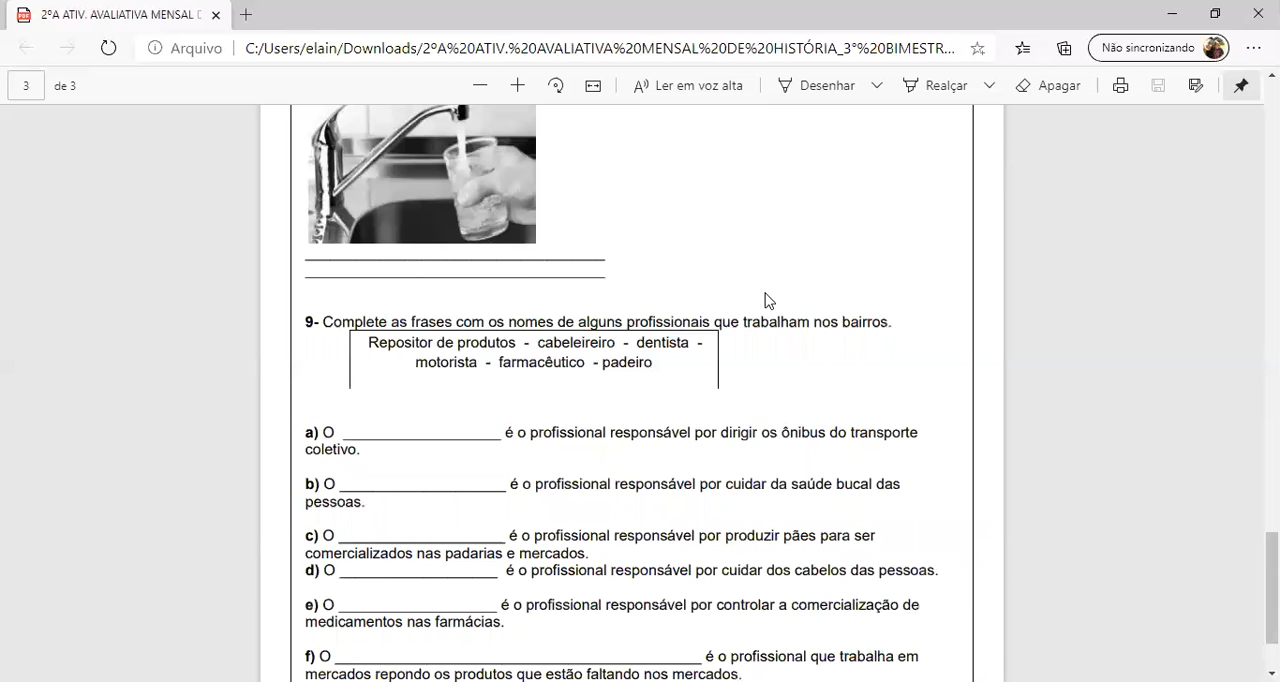 2ºA ATIV. AVALIATIVA MENSAL D
Arquivo
C:/Users/elain/Downloads/2ºA%20ATIV.%20AVALIATIVA%20MENSAL%20DE%20HISTÓRIA_3°%20BIMESTR...
Não sincronizando
3 de 3
Ler em voz alta
Desenhar
Realçar
Apagar
9- Complete as frases com os nomes de alguns profissionais que trabalham nos bairros.
Repositor de produtos - cabeleireiro - dentista -
motorista - farmacêutico - padeiro
a) O ___________________ é o profissional responsável por dirigir os ônibus do transporte
coletivo.
b) O ____________________ é o profissional responsável por cuidar da saúde bucal das
pessoas.
c) O ____________________ é o profissional responsável por produzir pães para ser
comercializados nas padarias e mercados.
d) O ___________________ é o profissional responsável por cuidar dos cabelos das pessoas.
e) O ___________________ é o profissional responsável por controlar a comercialização de
medicamentos nas farmácias.
f) O ____________________________________________ é o profissional que trabalha em
mercados repondo os produtos que estão faltando nos mercados.